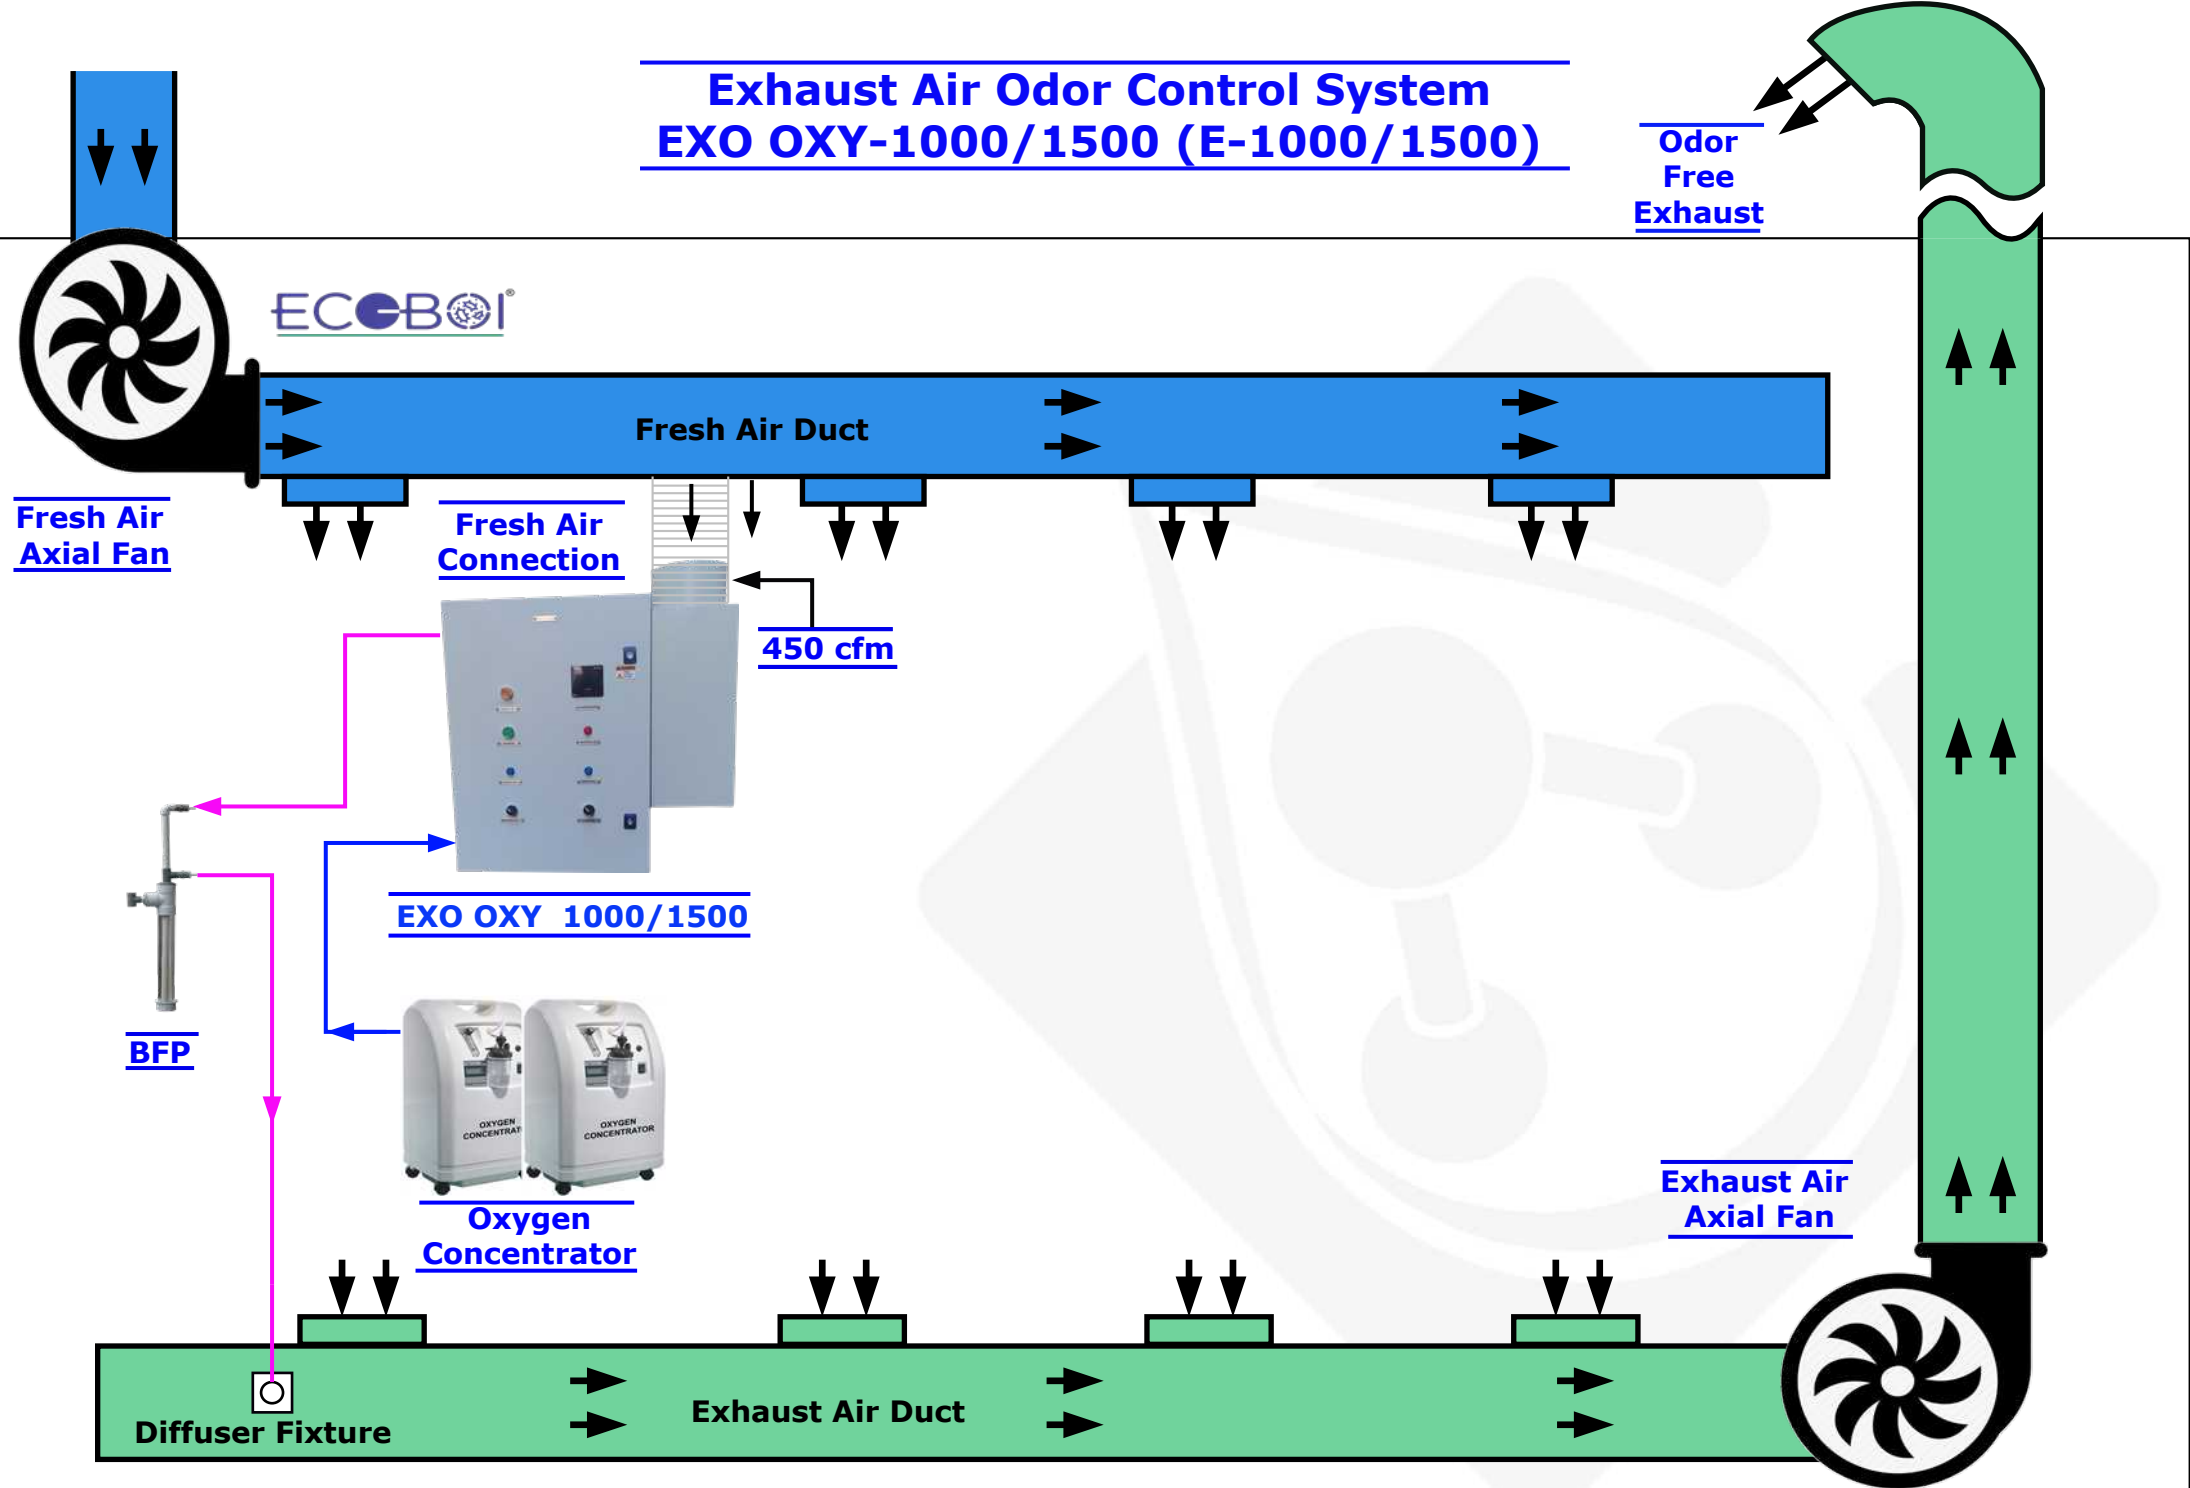 Exhaust Air Odor Control System
EXO OXY-1000/1500 (E-1000/1500)
Odor
Free
Exhaust
ECOBOI®
Fresh Air Duct
Fresh Air
Axial Fan
Fresh Air
Connection
450 cfm
EXO OXY 1000/1500
BFP
OXYGEN
CONCENTRAT
OXYGEN
CONCENTRATOR
Oxygen
Concentrator
Exhaust Air
Axial Fan
Exhaust Air Duct
Diffuser Fixture